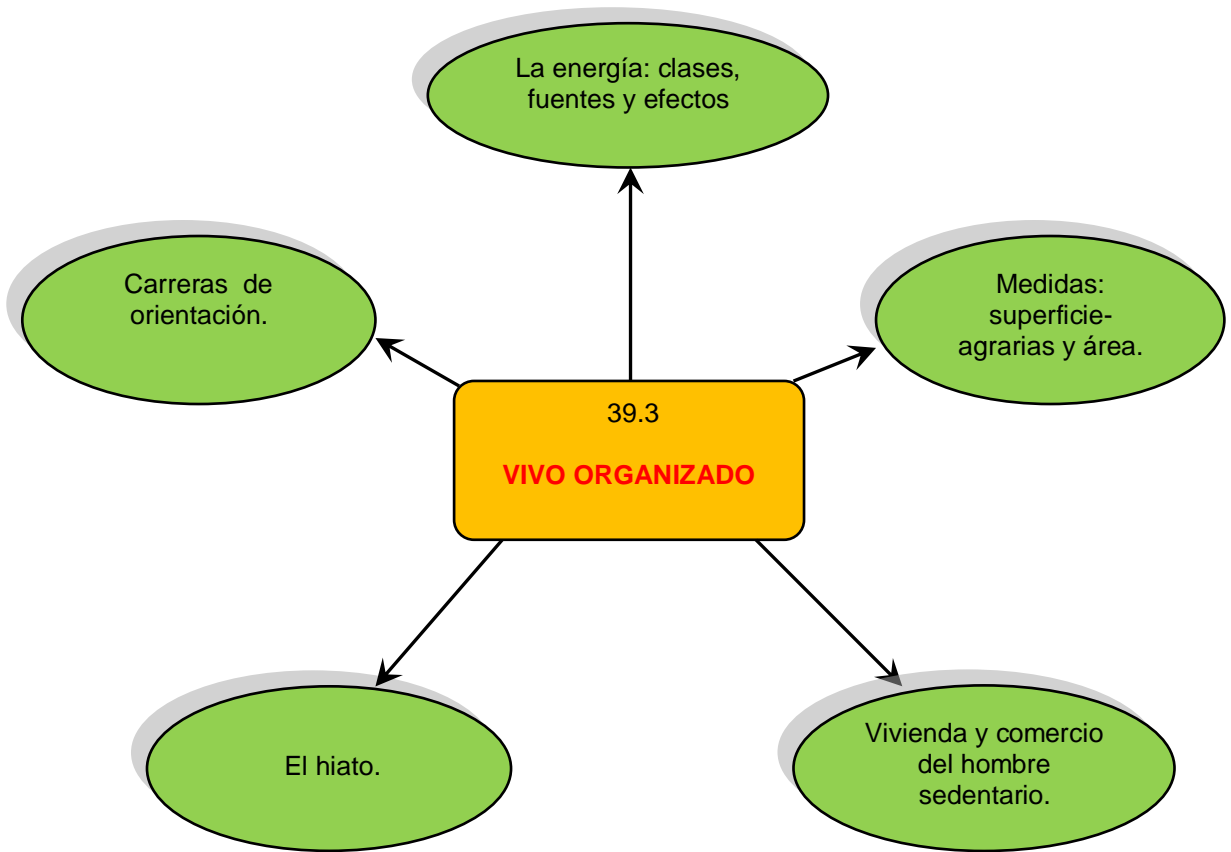 La energía: clases,
fuentes y efectos
Carreras de
orientación.
Medidas:
superficie-
agrarias y área.
39.3
VIVO ORGANIZADO
El hiato.
Vivienda y comercio
del hombre
sedentario.